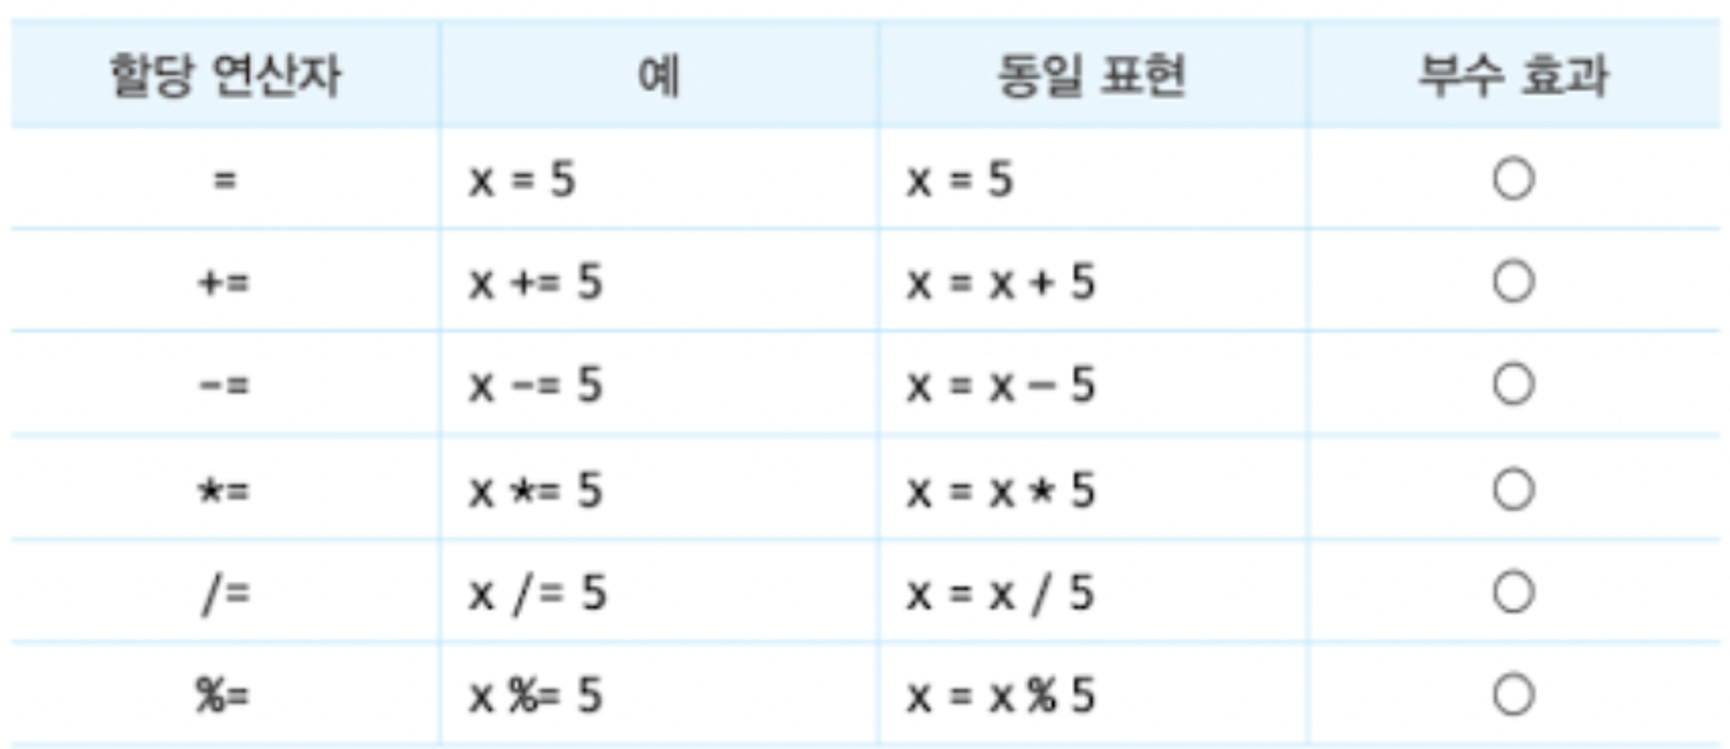 할당 연산자 예 동일 표현 부수 효과
= x = 5 x = 5 ○
+= x += 5 x = x + 5 ○
-= x -= 5 x = x - 5 ○
*= x *= 5 x = x * 5 ○
/= x /= 5 x = x / 5 ○
%= x %= 5 x = x % 5 ○